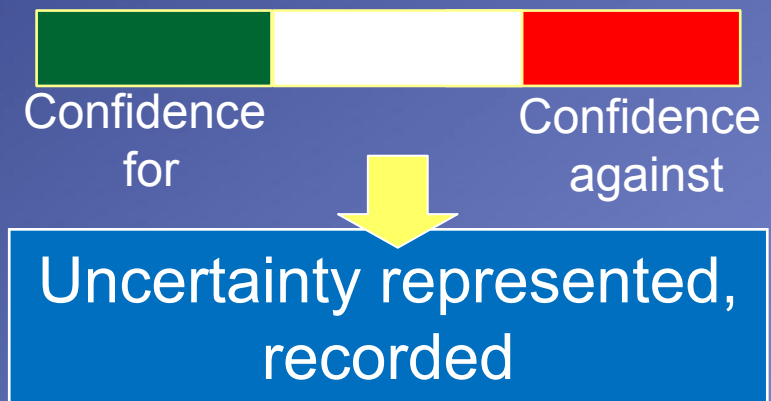 Confidence
for
Confidence
against
Uncertainty represented,
recorded